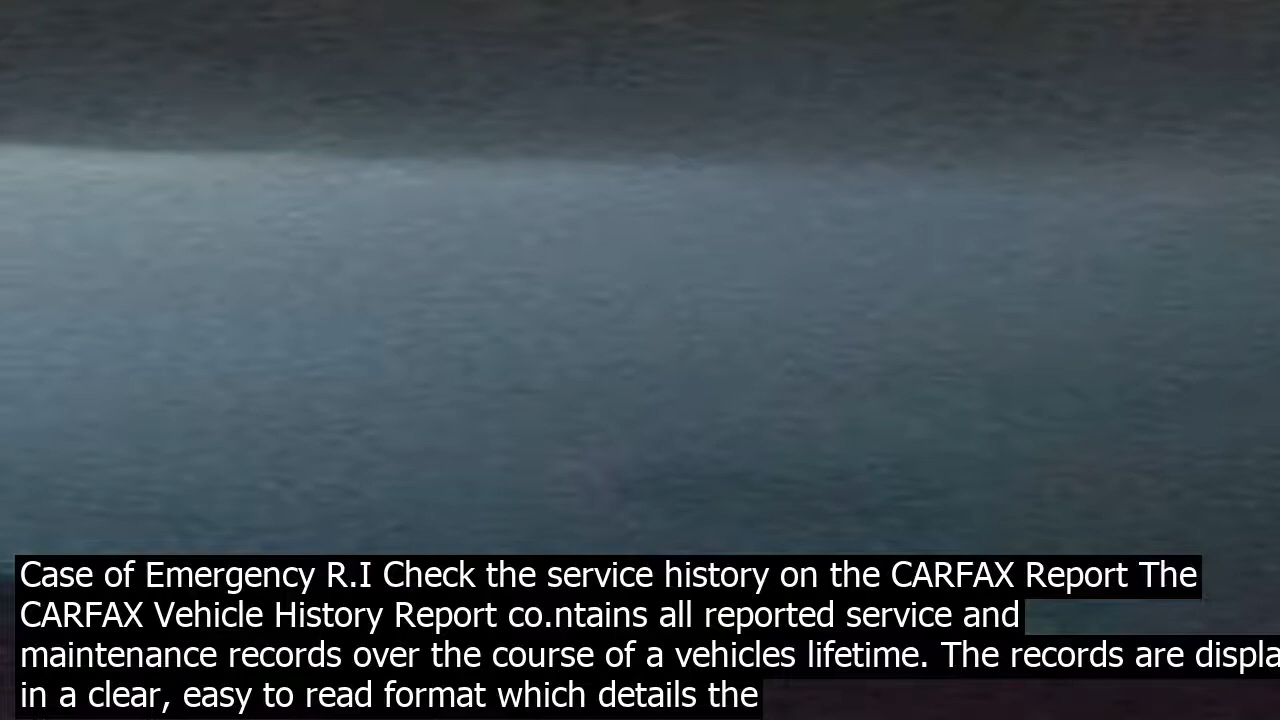 Case of Emergency R.I Check the service history on the CARFAX Report The
CARFAX Vehicle History Report co.ntains all reported service and
maintenance records over the course of a vehicles lifetime. The records are displa
in a clear, easy to read format which details the